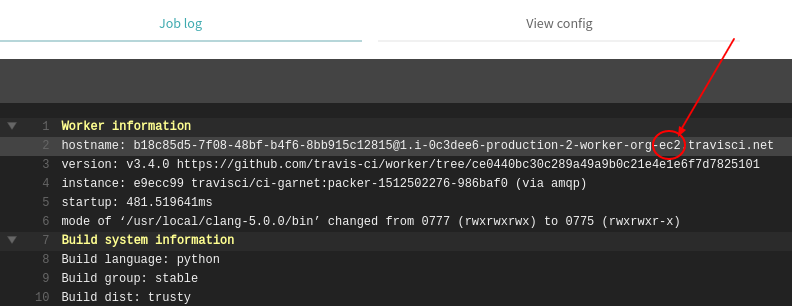 Job log
View config
1 Worker information
2 hostname: b18c85d5-7f08-48bf-b4f6-8bb915c12815@1.i-0c3dee6-production-2-worker-org-ec2 travisci.net
3 version: v3.4.0 https://github.com/travis-ci/worker/tree/ce0440bc30c289a49a9b0c21e4e1e6f7d7825101
4 instance: e9ecc99 travisci/ci-garnet:packer-1512502276-986baf0 (via amqp)
5 startup: 481.519641ms
6 mode of ‘/usr/local/clang-5.0.0/bin’ changed from 0777 (rwxrwxrwx) to 0775 (rwxrwxr-x)
7 Build system information
8 Build language: python
9 Build group: stable
10 Build dist: trusty